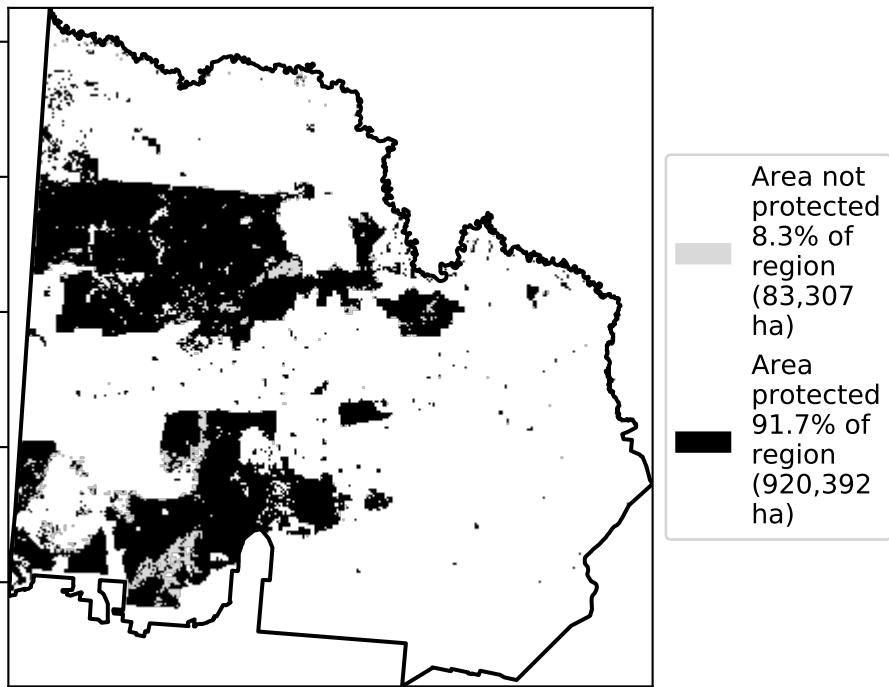 Area not
protected
8.3% of
region
(83,307
ha)
Area
protected
91.7% of
region
(920,392
ha)